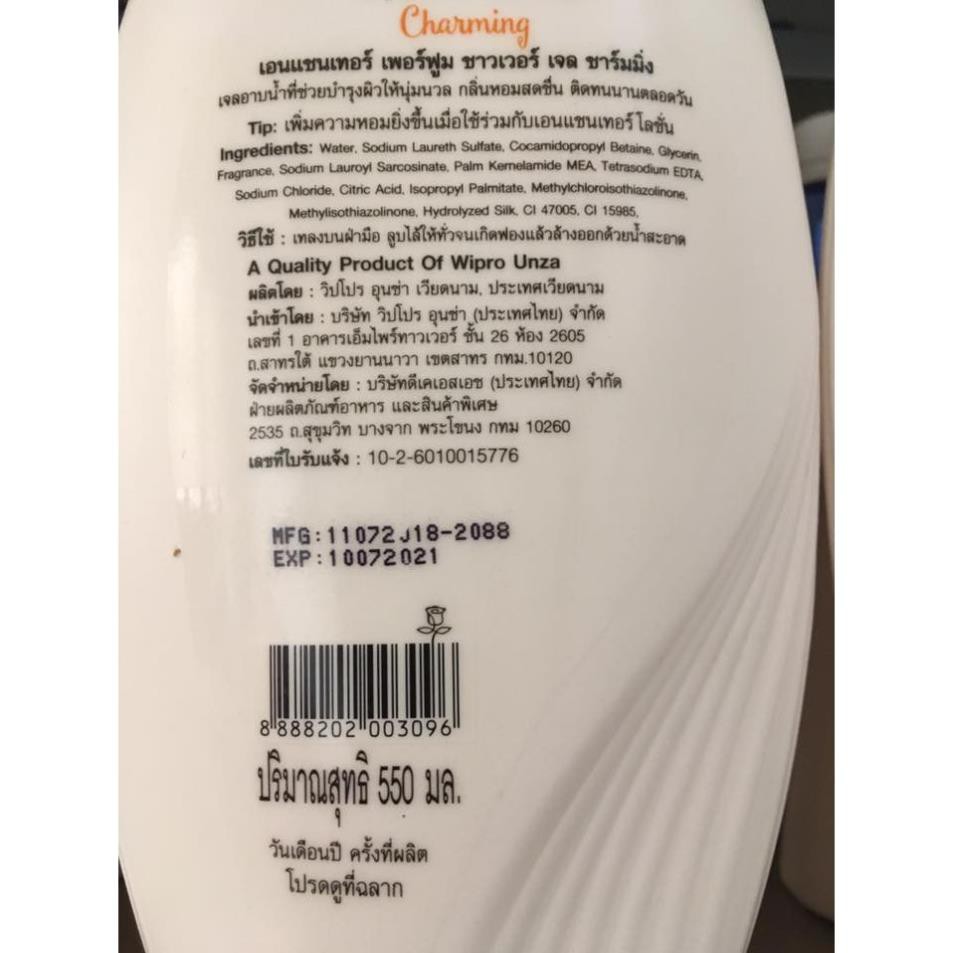 Charming
เอนแชนเทอร์ เพอร์ฟูม ชาวเวอร์ เจล ชาร์มมิ่ง
เจลอาบน้ำที่ช่วยบำรุงผิวให้นุ่มนวล กลิ่นหอมสดชื่น ติดทนนานตลอดวัน
Tip: เพิ่มความหอมยิ่งขึ้นเมื่อใช้ร่วมกับเอนแชนเทอร์ โลชั่น
Ingredients: Water, Sodium Laureth Sulfate, Cocamidopropyl Betaine, Glycerin,
Fragrance, Sodium Lauroyl Sarcosinate, Palm Kernelamide MEA, Tetrasodium EDTA,
Sodium Chloride, Citric Acid, Isopropyl Palmitate, Methylchloroisothiazolinone,
Methylisothiazolinone, Hydrolyzed Silk, CI 47005, CI 15985,
วิธีใช้ : เทลงบนฝ่ามือ ลูบไล้ให้ทั่วจนเกิดฟองแล้วล้างออกด้วยน้ำสะอาด
A Quality Product Of Wipro Unza
ผลิตโดย : วิปโปร อุนซ่า เวียดนาม, ประเทศเวียดนาม
นำเข้าโดย : บริษัท วิปโปร อุนซ่า (ประเทศไทย) จำกัด
เลขที่ 1 อาคารเอ็มไพร์ทาวเวอร์ ชั้น 26 ห้อง 2605
ถ.สาทรใต้ แขวงยานนาวา เขตสาทร กทม.10120
จัดจำหน่ายโดย : บริษัทดีเคเอสเอช (ประเทศไทย) จำกัด
ฝ่ายผลิตภัณฑ์อาหาร และสินค้าพิเศษ
2535 ถ.สุขุมวิท บางจาก พระโขนง กทม 10260
เลขที่ใบรับแจ้ง : 10-2-6010015776
MFG:11072J18-2088
EXP:10072021
8 888202 003096
ปริมาณสุทธิ 550 มล.
วันเดือนปี ครั้งที่ผลิต
โปรดดูที่ฉลาก